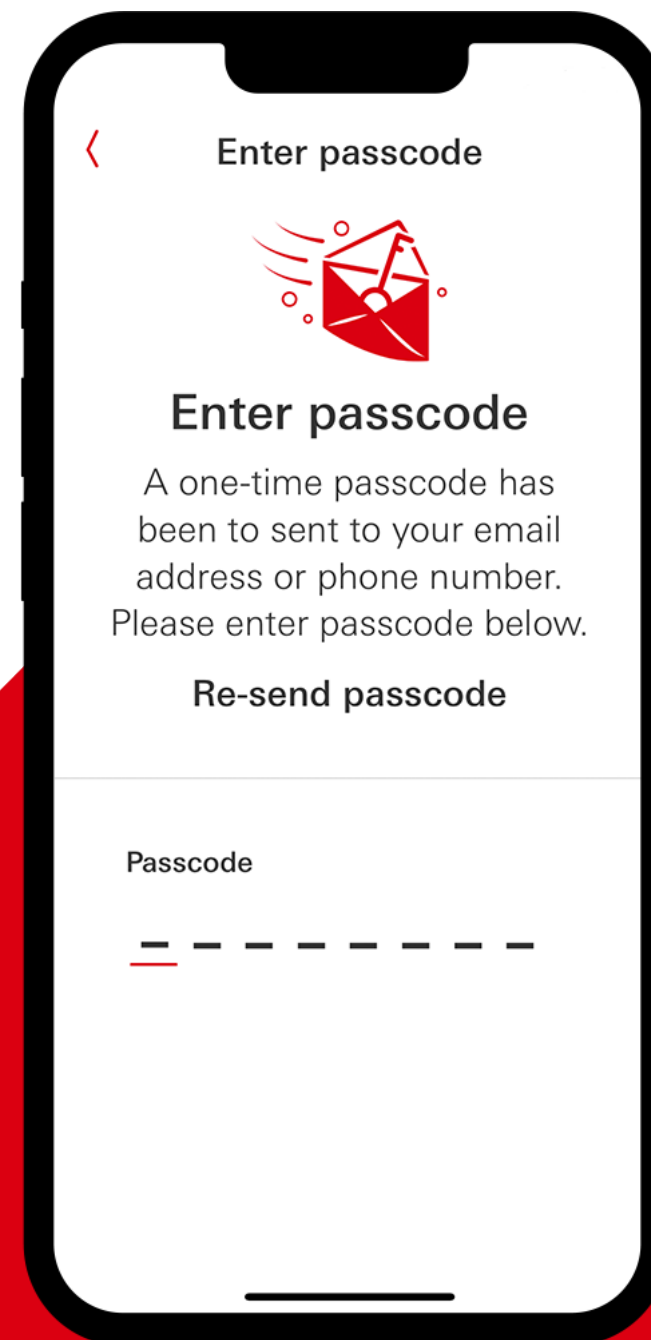 Enter passcode
Enter passcode
A one-time passcode has
been to sent to your email
address or phone number.
Please enter passcode below.
Re-send passcode
Passcode